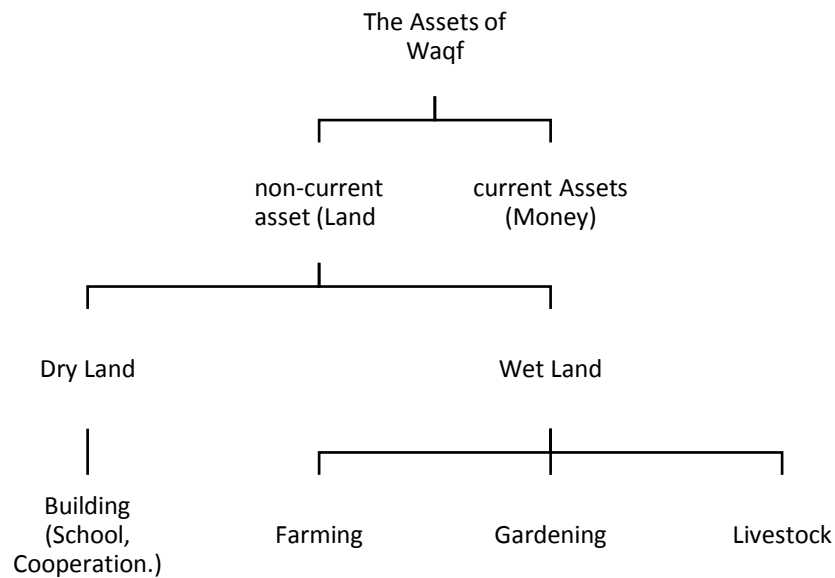 The Assets of
Waqf
non-current
asset (Land
current Assets
(Money)
Dry Land
Wet Land
Building
(School,
Cooperation.)
Farming
Gardening
Livestock